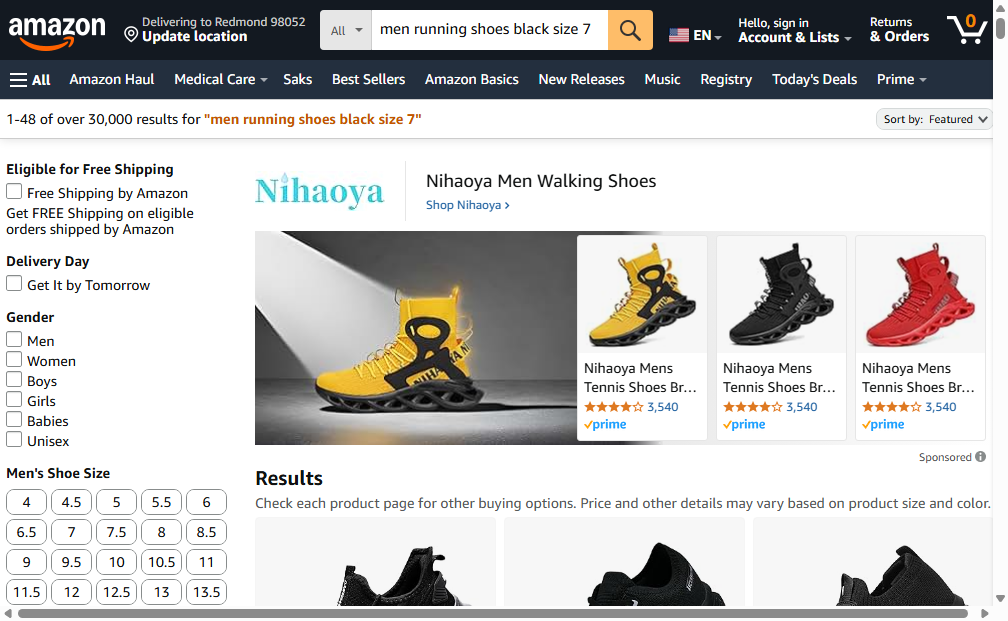 amazon
Delivering to Redmond 98052
Update location
All
men running shoes black size 7
EN
Hello, sign in
Account & Lists
Returns
& Orders
0
All
Amazon Haul
Medical Care
Saks
Best Sellers
Amazon Basics
New Releases
Music
Registry
Today's Deals
Prime
1-48 of over 30,000 results for "men running shoes black size 7"
Sort by: Featured
Eligible for Free Shipping
Free Shipping by Amazon
Get FREE Shipping on eligible
orders shipped by Amazon
Delivery Day
Get It by Tomorrow
Gender
Men
Women
Boys
Girls
Babies
Unisex
Men's Shoe Size
4 4.5 5 5.5 6
6.5 7 7.5 8 8.5
9 9.5 10 10.5 11
11.5 12 12.5 13 13.5
Nihaoya
Nihaoya Men Walking Shoes
Shop Nihaoya ›
Nihaoya Mens
Tennis Shoes Br...
3,540
prime
Nihaoya Mens
Tennis Shoes Br...
3,540
prime
Nihaoya Mens
Tennis Shoes Br...
3,540
prime
Sponsored
Results
Check each product page for other buying options. Price and other details may vary based on product size and color.